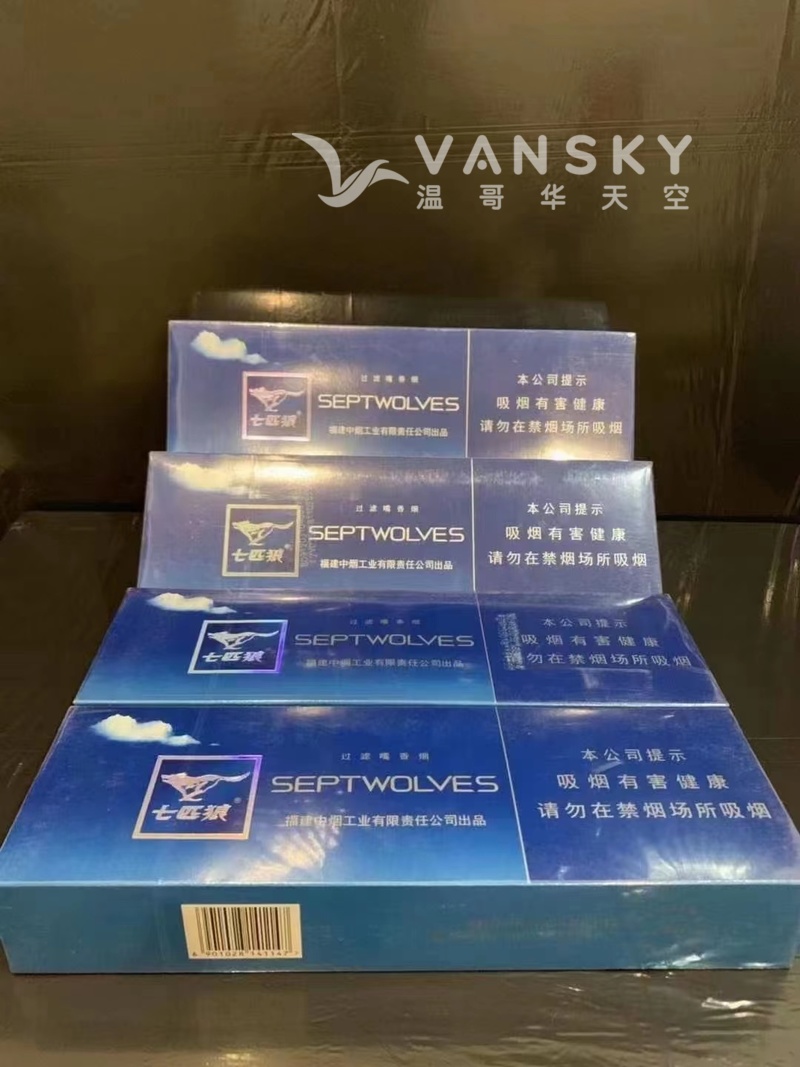 VANSKY
温哥华天空
过滤嘴香烟
七匹狼®
SEPTWOLVES
福建中烟工业有限责任公司出品
本公司提示
吸烟有害健康
请勿在禁烟场所吸烟
过滤嘴香烟
七匹狼®
SEPTWOLVES
福建中烟工业有限责任公司出品
本公司提示
吸烟有害健康
请勿在禁烟场所吸烟
过滤嘴香烟
七匹狼®
SEPTWOLVES
福建中烟工业有限责任公司出品
本公司提示
吸烟有害健康
请勿在禁烟场所吸烟
过滤嘴香烟
七匹狼®
SEPTWOLVES
福建中烟工业有限责任公司出品
本公司提示
吸烟有害健康
请勿在禁烟场所吸烟
6 901028 141147 >